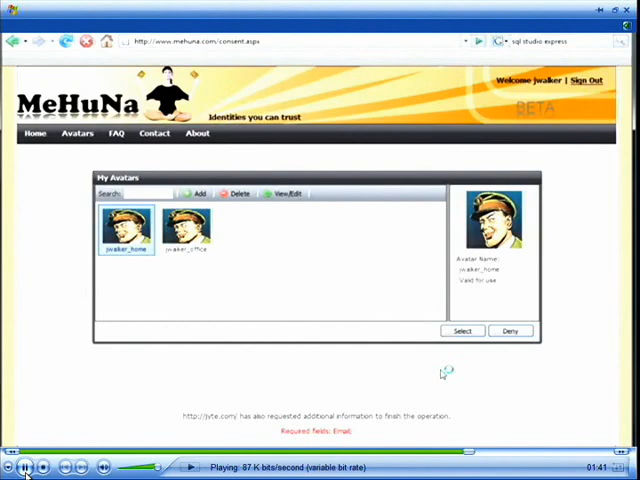 http://www.mehuna.com/consent.aspx
sql studio express
Welcome jwalker | Sign Out
MeHuNa
Identities you can trust
BETA
Home Avatars FAQ Contact About
My Avatars
Search: Add Delete View/Edit
jwalker_home jwalker_office
Avatar Name:
jwalker_home
Valid for use
Select Deny
http://jyte.com/ has also requested additional information to finish the operation.
Required fields: Email;
Playing: 87 K bits/second (variable bit rate)
01:41